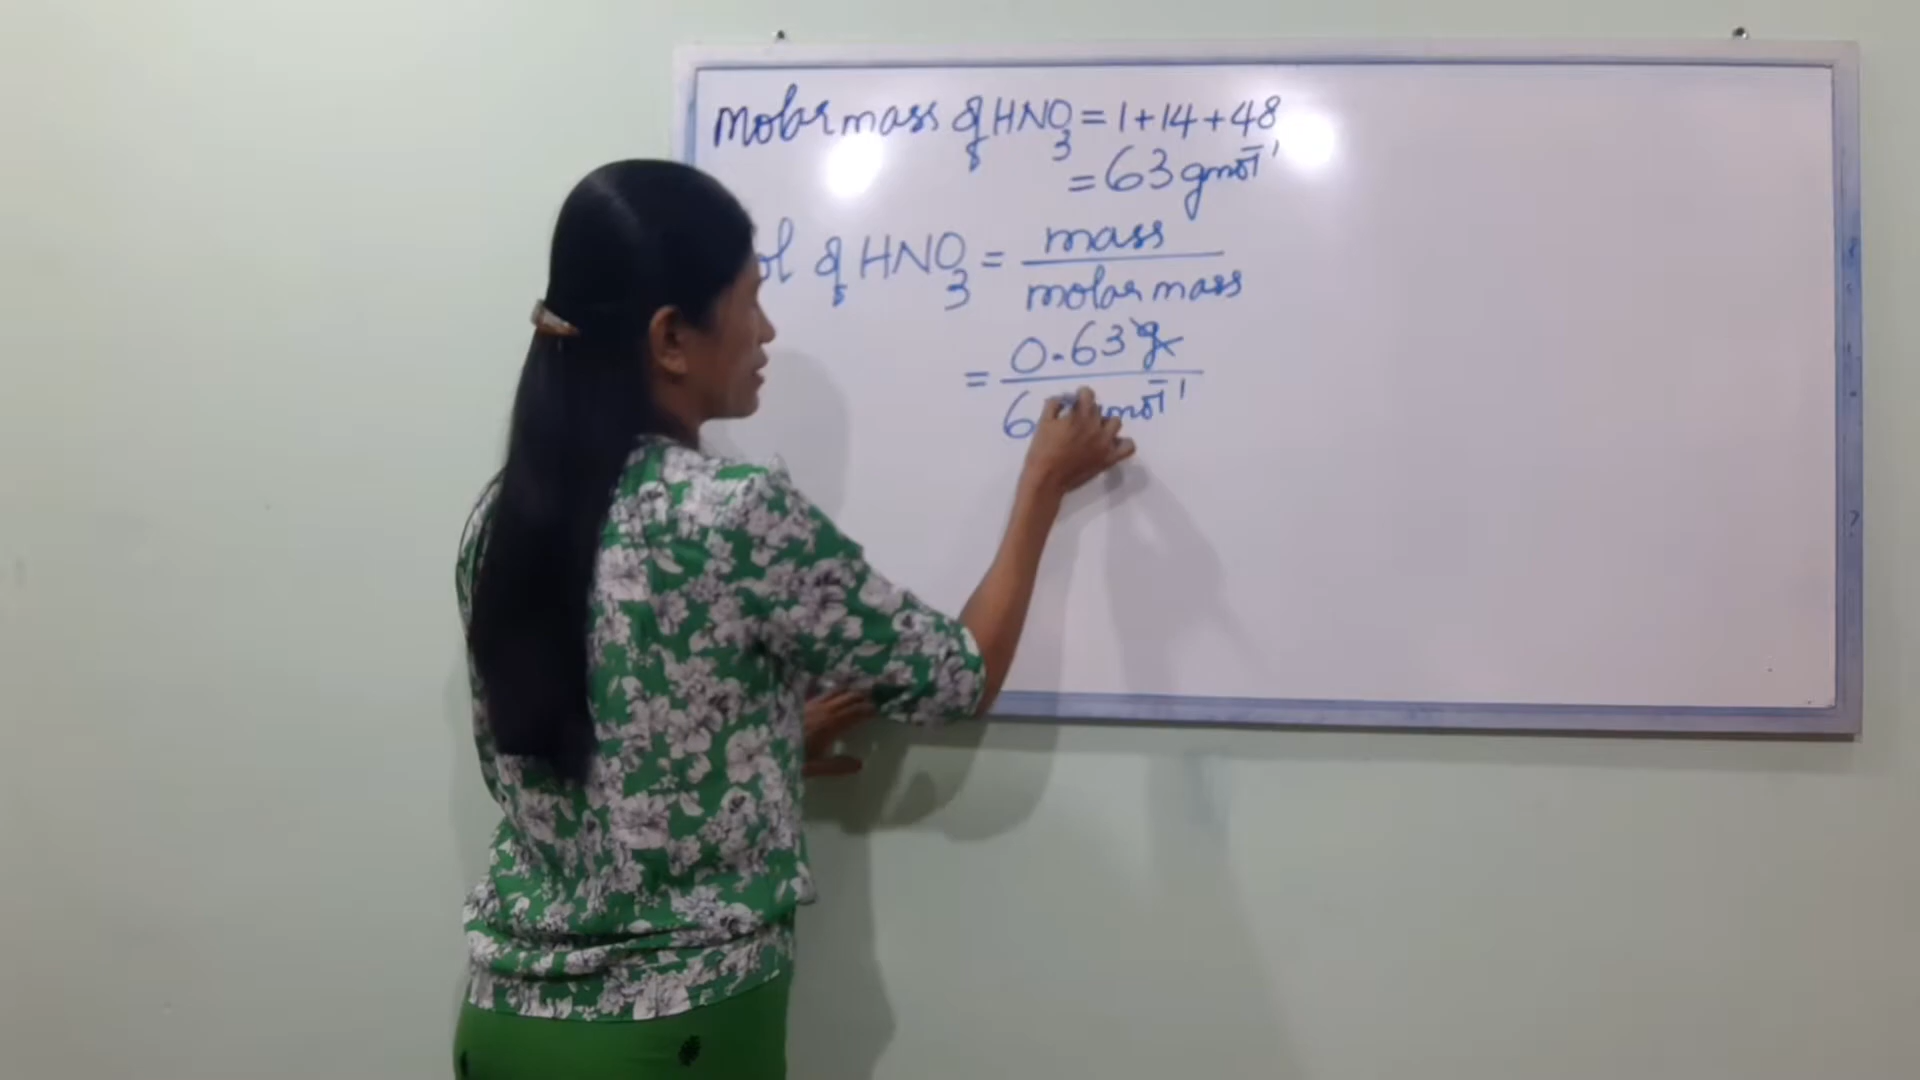 molar mass of HNO₃ = 1+14+48
= 63 gmol⁻¹
of HNO₃ = mass / molar mass
= 0.63 g / 6 mol⁻¹